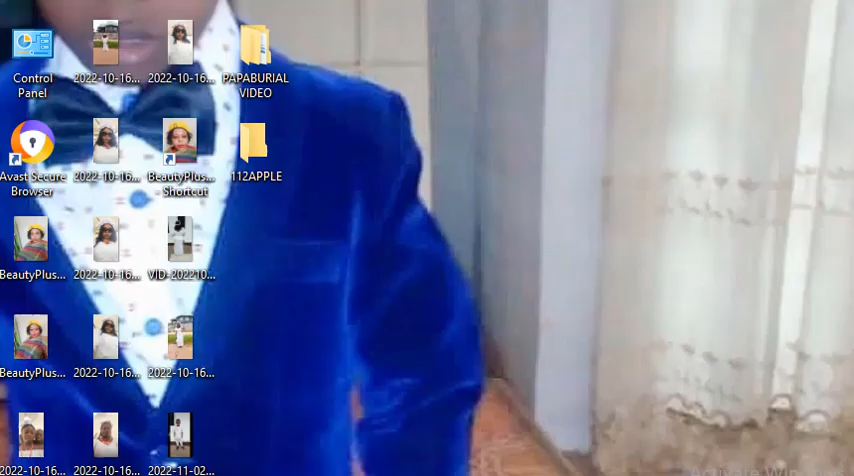 Control
Panel
2022-10-16...
2022-10-16...
PAPABURIAL
VIDEO
Avast Secure
Browser
2022-10-16...
BeautyPlus...
- Shortcut
112APPLE
BeautyPlus...
2022-10-16...
VID-202210...
BeautyPlus...
2022-10-16...
2022-10-16...
2022-10-16...
2022-10-16...
2022-11-02...